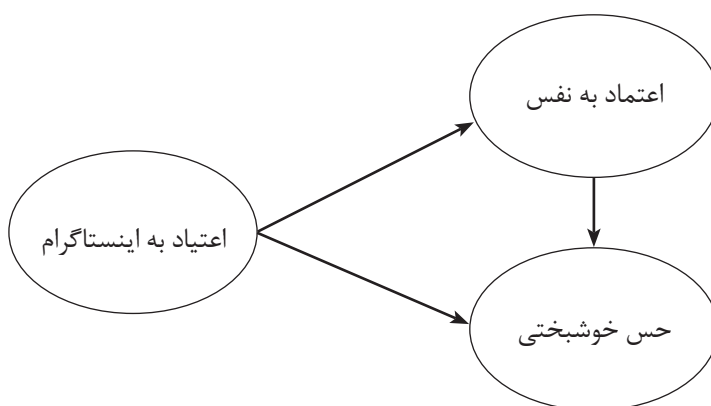 اعتماد به نفس
اعتیاد به اینستاگرام
حس خوشبختی